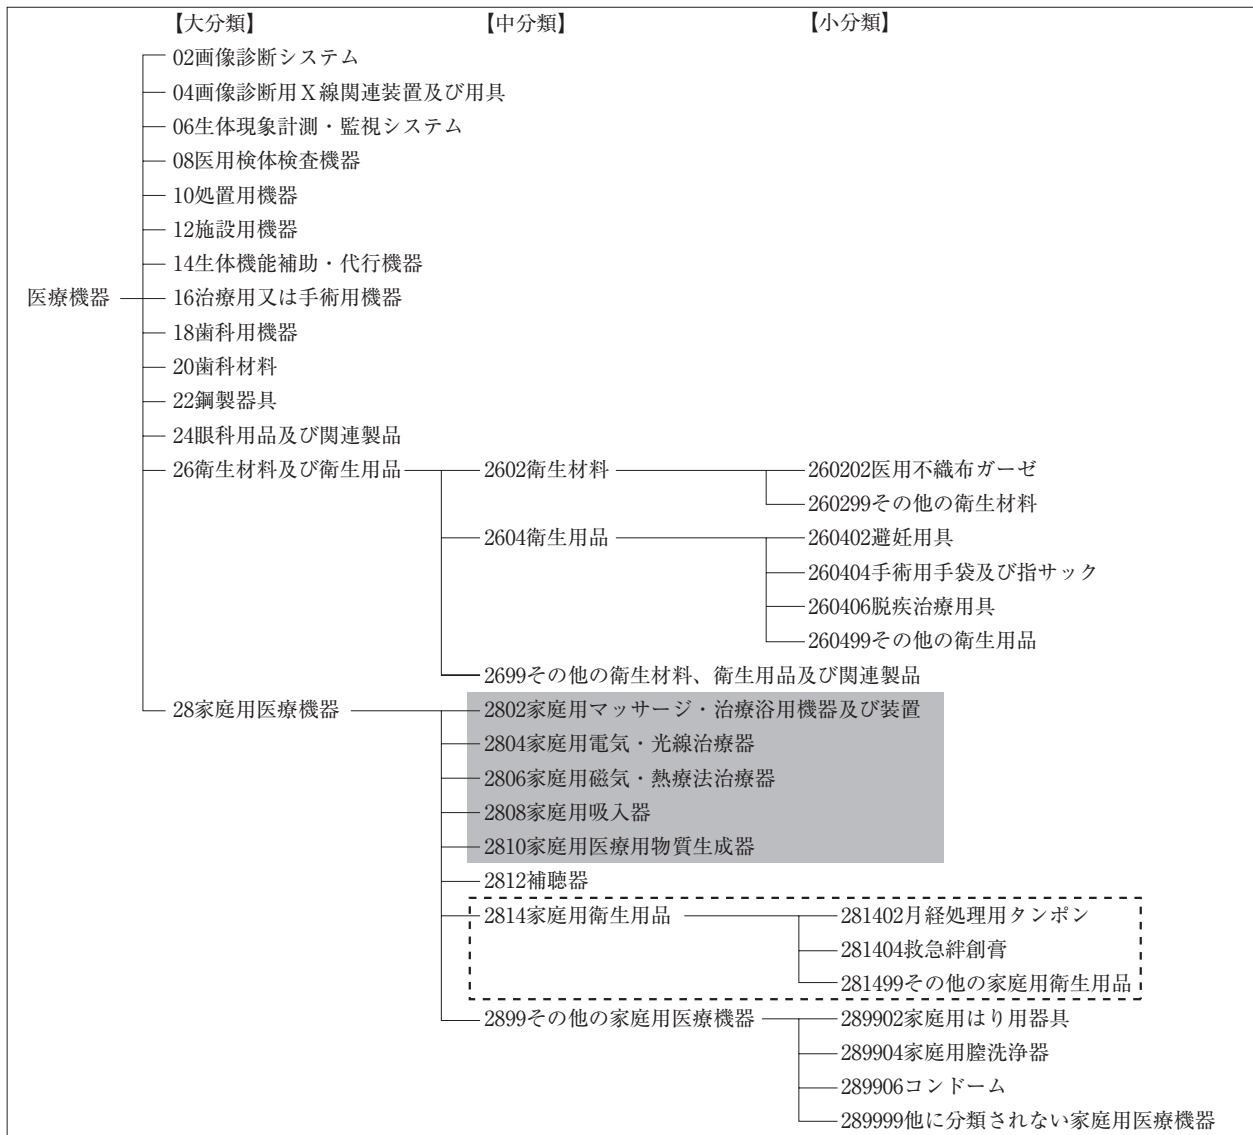 【大分類】 【中分類】 【小分類】
02画像診断システム
04画像診断用X線関連装置及び用具
06生体現象計測・監視システム
08医用検体検査機器
10処置用機器
12施設用機器
14生体機能補助・代行機器
医療機器 16治療用又は手術用機器
18歯科用機器
20歯科材料
22鋼製器具
24眼科用品及び関連製品
26衛生材料及び衛生用品 2602衛生材料 260202医用不織布ガーゼ
260299その他の衛生材料
2604衛生用品 260402避妊用具
260404手術用手袋及び指サック
260406脱疾治療用具
260499その他の衛生用品
2699その他の衛生材料、衛生用品及び関連製品
28家庭用医療機器 2802家庭用マッサージ・治療浴用機器及び装置
2804家庭用電気・光線治療器
2806家庭用磁気・熱療法治療器
2808家庭用吸入器
2810家庭用医療用物質生成器
2812補聴器
2814家庭用衛生用品 281402月経処理用タンポン
281404救急絆創膏
281499その他の家庭用衛生用品
2899その他の家庭用医療機器 289902家庭用はり用器具
289904家庭用膣洗浄器
289906コンドーム
289999他に分類されない家庭用医療機器